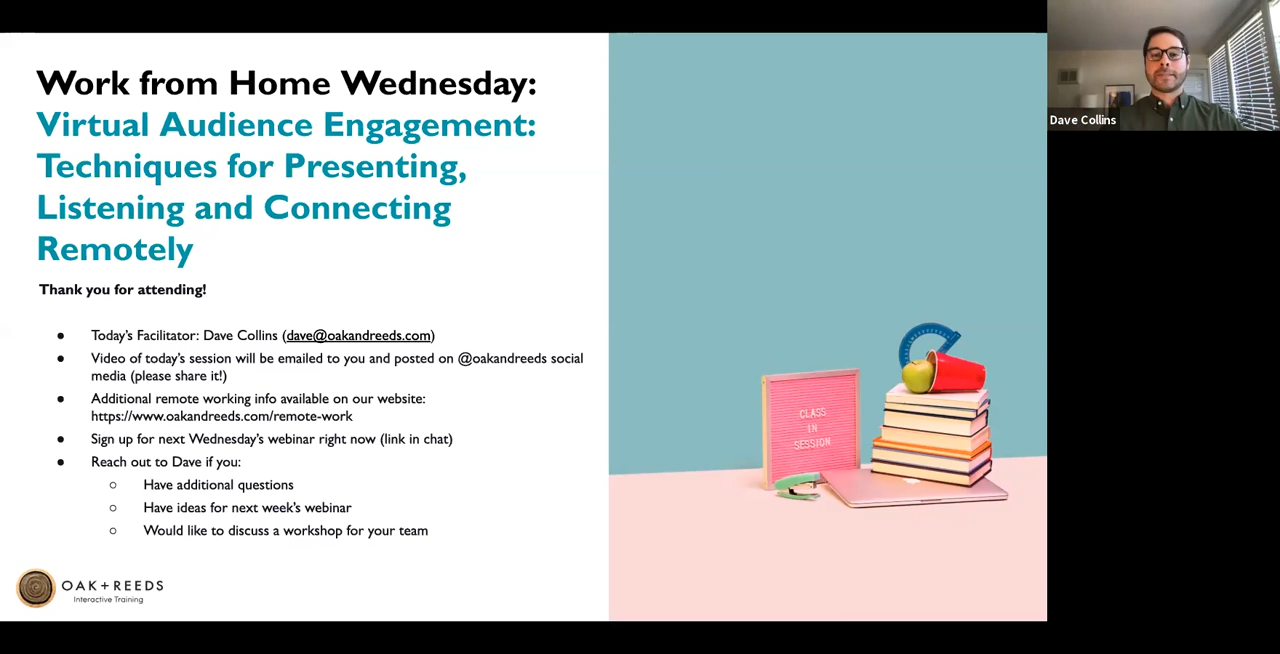 Work from Home Wednesday:
Virtual Audience Engagement:
Techniques for Presenting,
Listening and Connecting
Remotely
Thank you for attending!
● Today's Facilitator: Dave Collins (dave@oakandreeds.com)
● Video of today's session will be emailed to you and posted on @oakandreeds social
media (please share it!)
● Additional remote working info available on our website:
https://www.oakandreeds.com/remote-work
● Sign up for next Wednesday's webinar right now (link in chat)
● Reach out to Dave if you:
○ Have additional questions
○ Have ideas for next week's webinar
○ Would like to discuss a workshop for your team
OAK+REEDS
Interactive Training
CLASS
IN
SESSION
Dave Collins